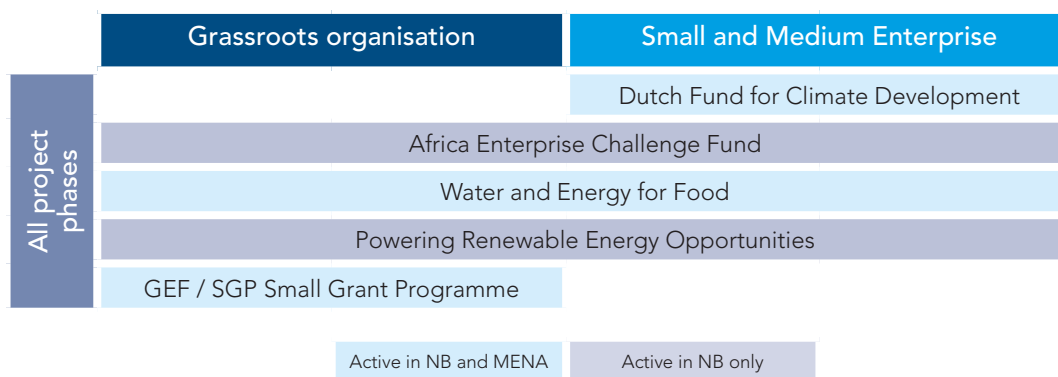 Grassroots organisation
Small and Medium Enterprise
All project
phases
Dutch Fund for Climate Development
Africa Enterprise Challenge Fund
Water and Energy for Food
Powering Renewable Energy Opportunities
GEF / SGP Small Grant Programme
Active in NB and MENA
Active in NB only